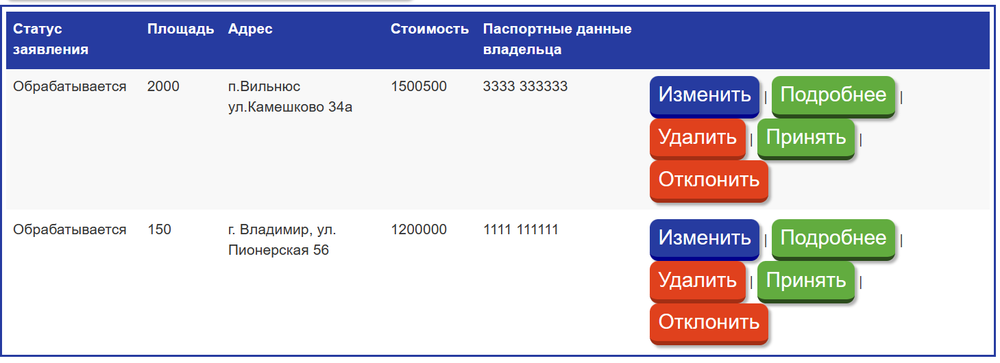 Статус заявления Площадь Адрес Стоимость Паспортные данные владельца
Обрабатывается 2000 п.Вильнюс ул.Камешково 34а 1500500 3333 333333
Изменить | Подробнее |
Удалить | Принять |
Отклонить
Обрабатывается 150 г. Владимир, ул. Пионерская 56 1200000 1111 111111
Изменить | Подробнее |
Удалить | Принять |
Отклонить